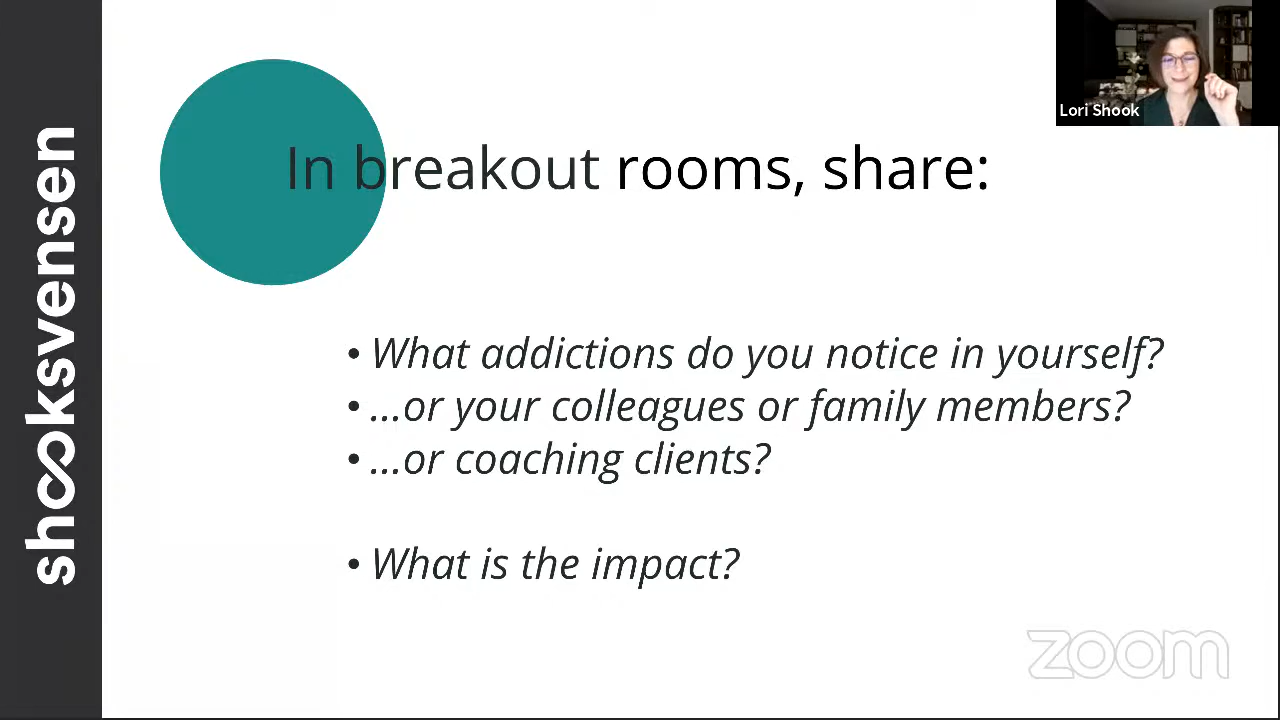 shooksvensen
Lori Shook
In breakout rooms, share:
• What addictions do you notice in yourself?
• ...or your colleagues or family members?
• ...or coaching clients?
• What is the impact?
zoom